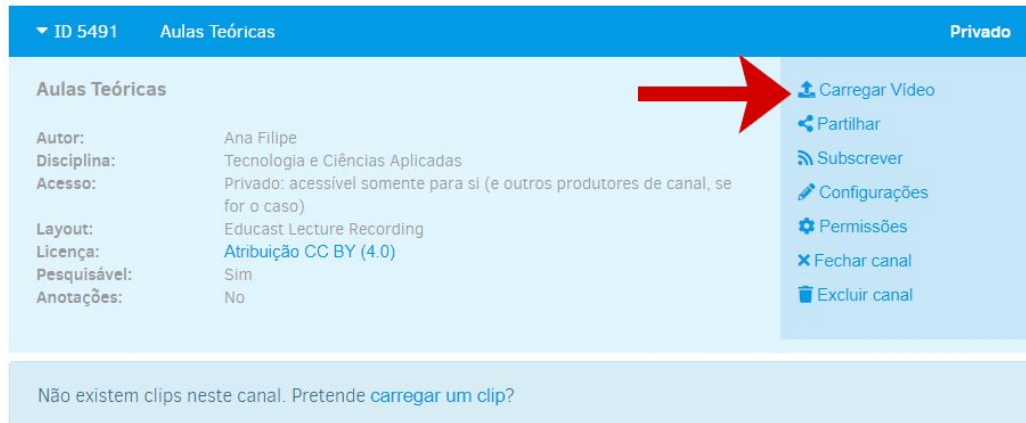 ID 5491 Aulas Teóricas Privado
Aulas Teóricas
Autor: Ana Filipe
Disciplina: Tecnologia e Ciências Aplicadas
Acesso: Privado: acessível somente para si (e outros produtores de canal, se
for o caso)
Layout: Educast Lecture Recording
Licença: Atribuição CC BY (4.0)
Pesquisável: Sim
Anotações: No
Carregar Vídeo
Partilhar
Subscrever
Configurações
Permissões
Fechar canal
Excluir canal
Não existem clips neste canal. Pretende carregar um clip?